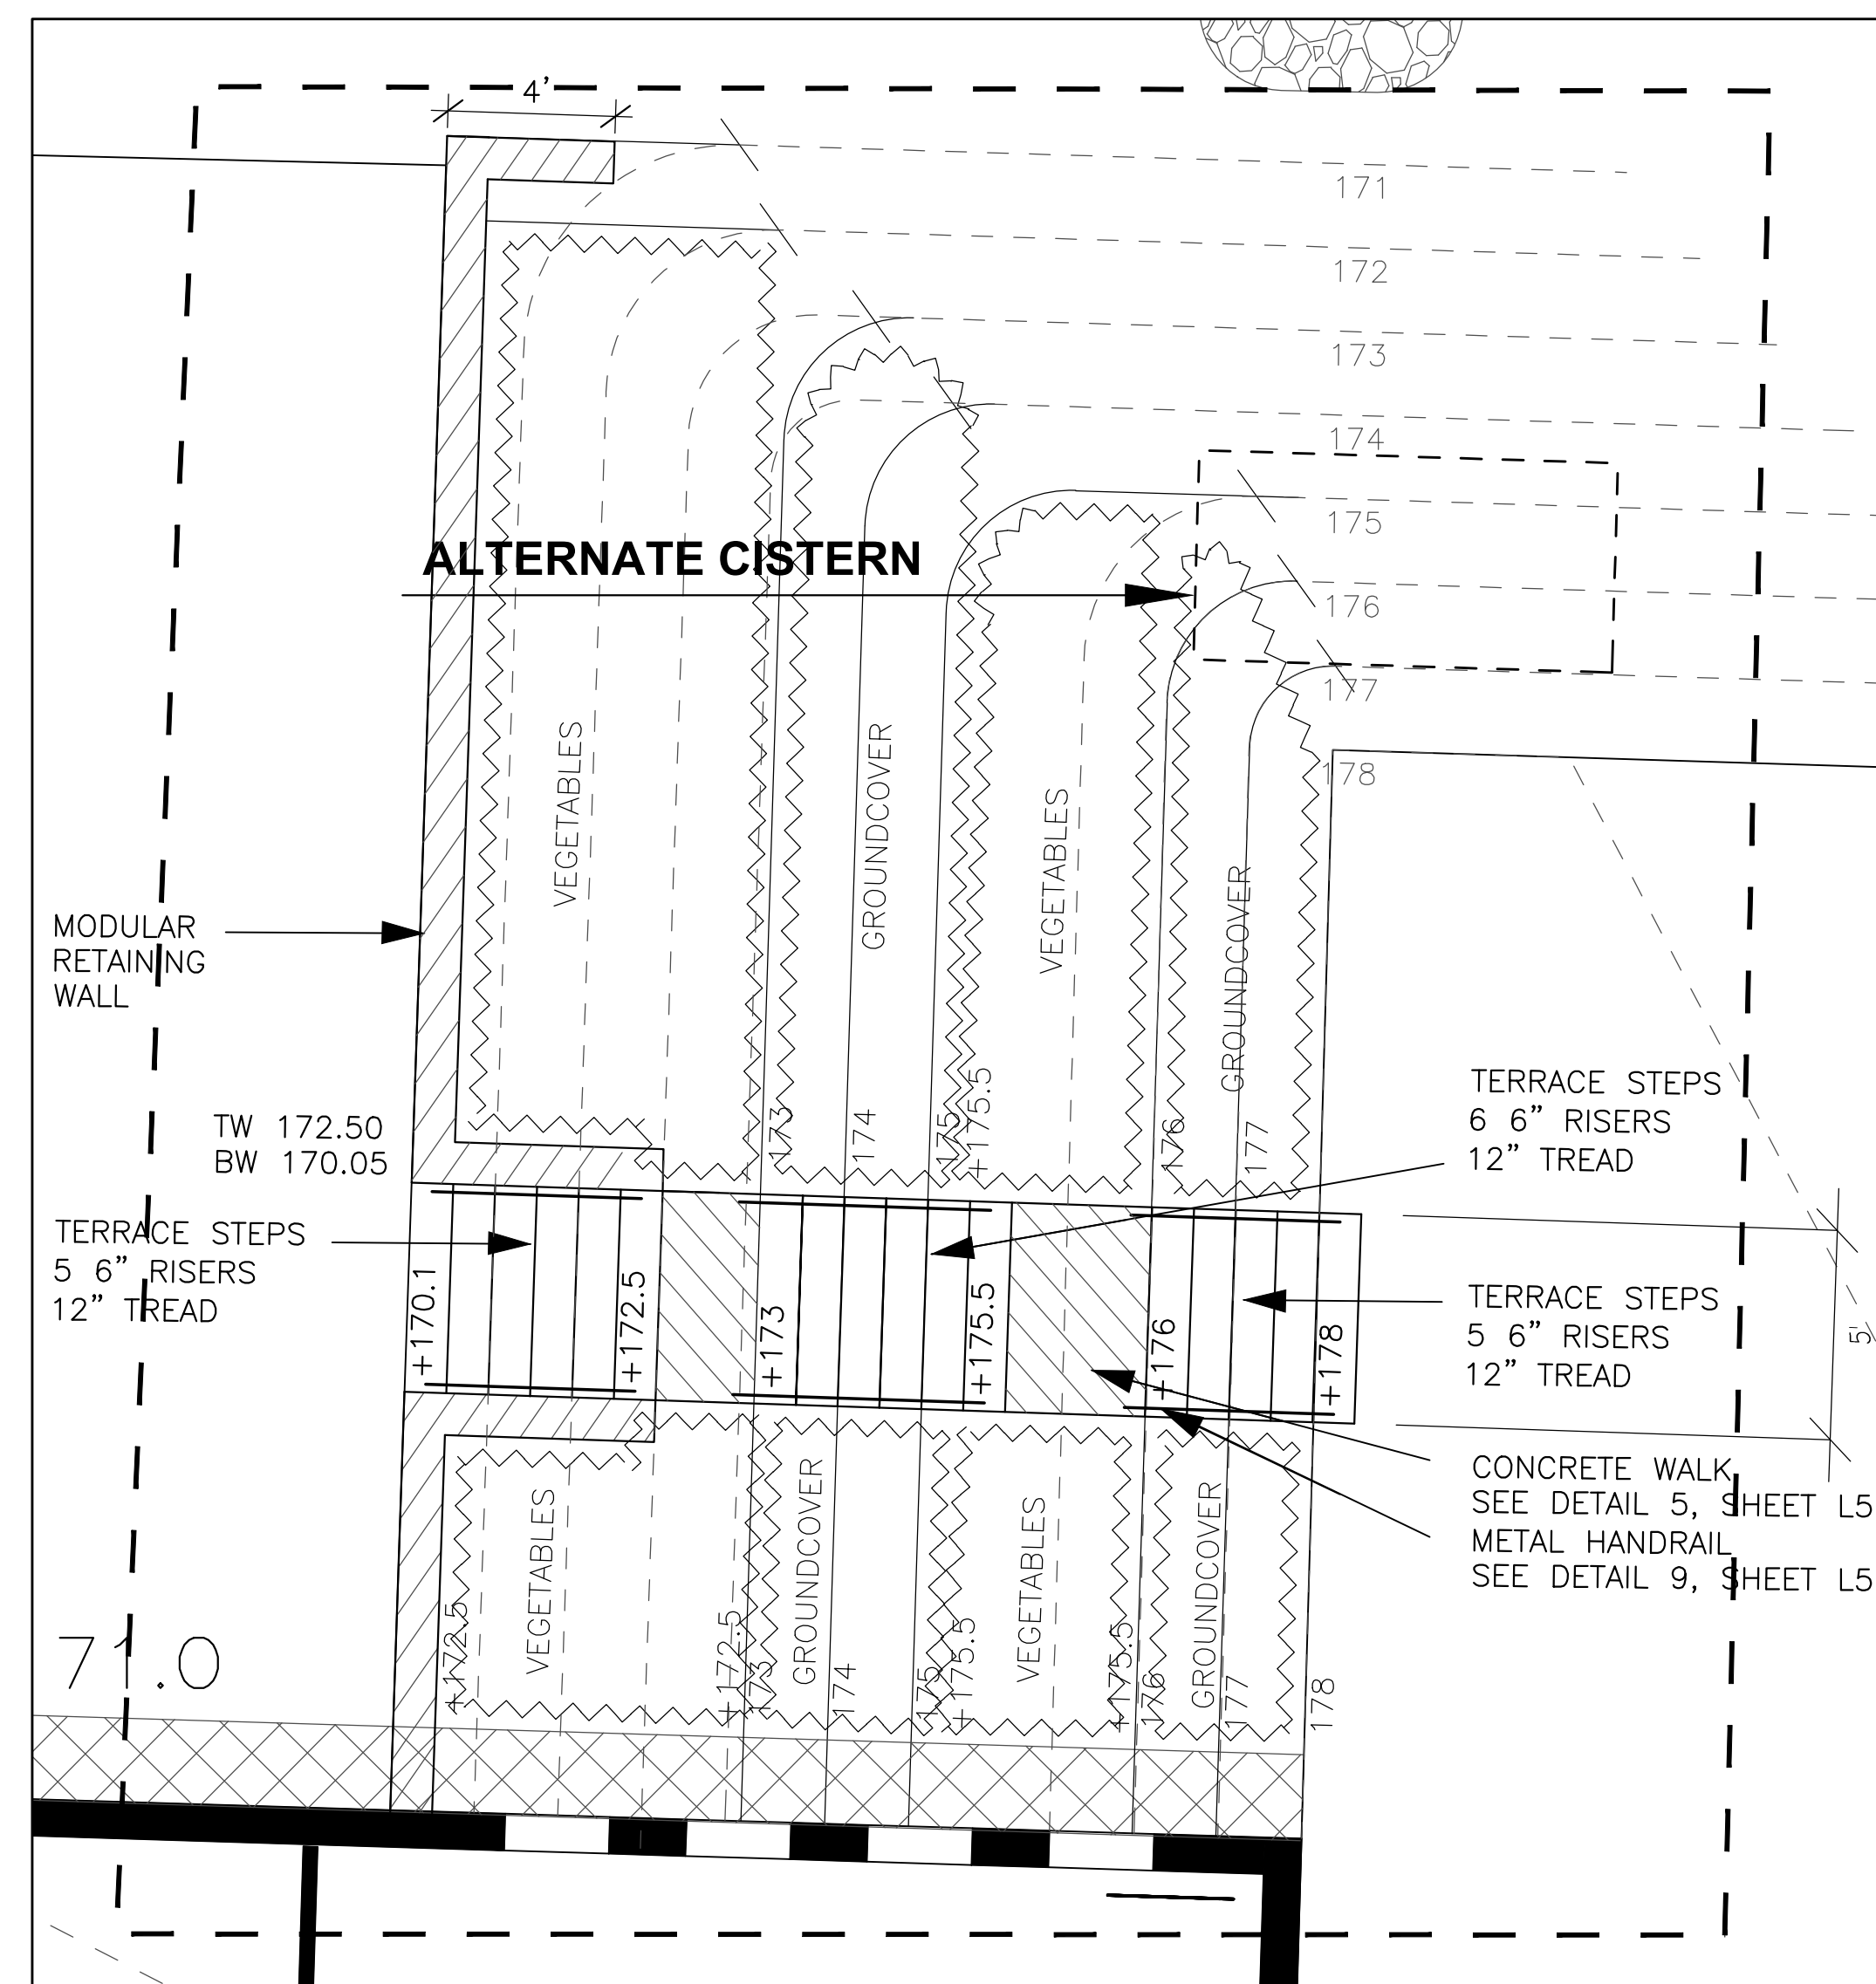 4'
171
172
173
174
175
176
177
178
ALTERNATE CISTERN
VEGETABLES
GROUNDCOVER
VEGETABLES
GROUNDCOVER
MODULAR
RETAINING
WALL
TW 172.50
BW 170.05
173
174
175
+175.5
176
177
TERRACE STEPS
6 6” RISERS
12” TREAD
TERRACE STEPS
5 6” RISERS
12” TREAD
+170.1
+172.5
+173
+175.5
+176
+178
TERRACE STEPS
5 6” RISERS
12” TREAD
5'
CONCRETE WALK
SEE DETAIL 5, SHEET L5
METAL HANDRAIL
SEE DETAIL 9, SHEET L5
VEGETABLES
GROUNDCOVER
VEGETABLES
GROUNDCOVER
+172.5
+172.5
173
174
175
+175.5
+175.5
176
177
178
71.0